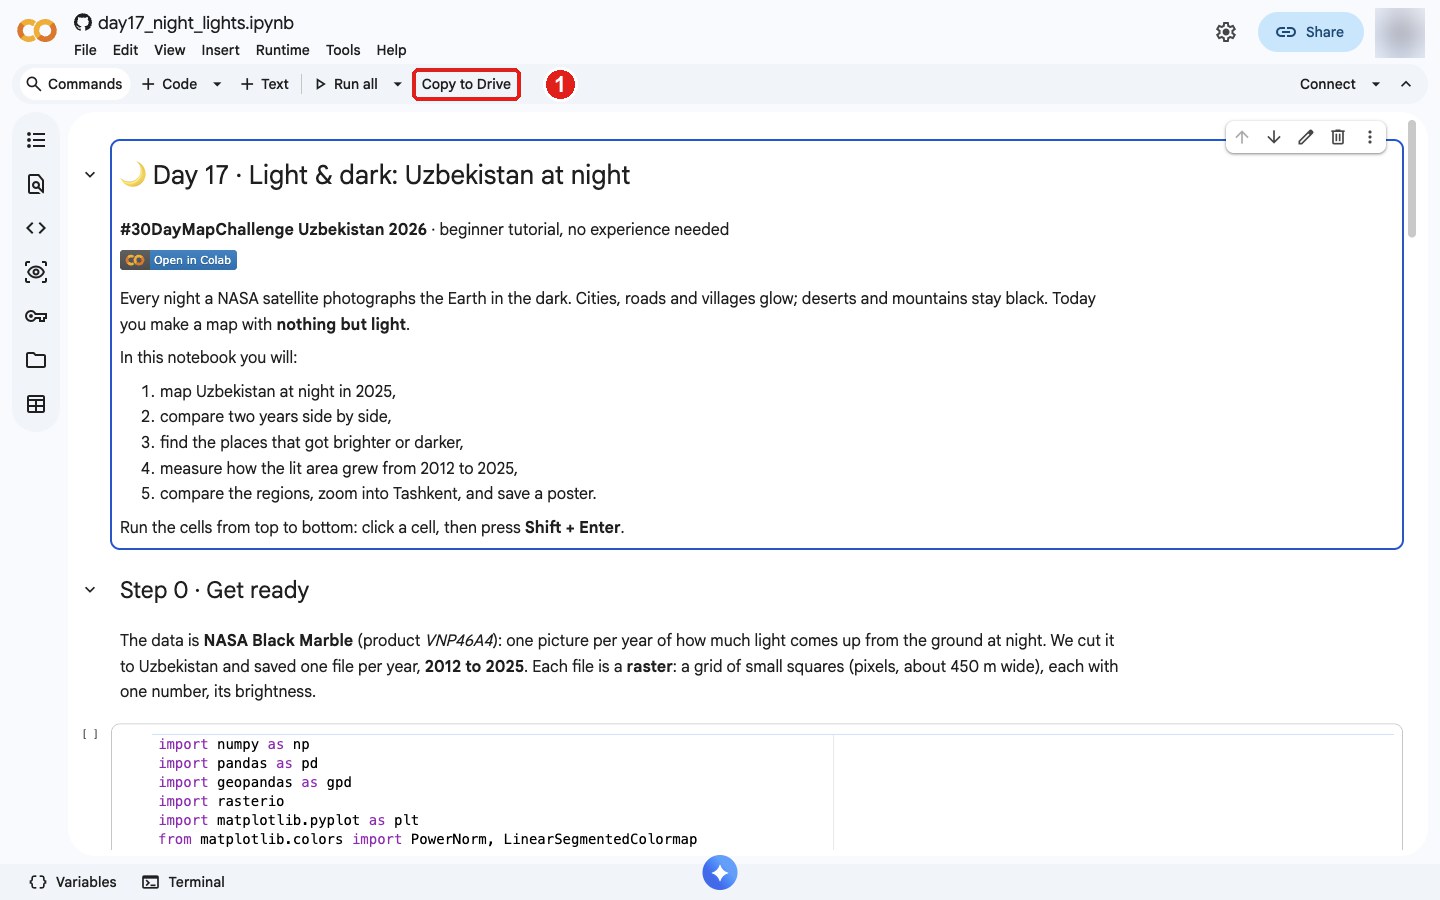 day17_night_lights.ipynb
File Edit View Insert Runtime Tools Help
Share
Commands + Code + Text Run all Copy to Drive 1 Connect
🌙 Day 17 · Light & dark: Uzbekistan at night
#30DayMapChallenge Uzbekistan 2026 · beginner tutorial, no experience needed
Open in Colab
Every night a NASA satellite photographs the Earth in the dark. Cities, roads and villages glow; deserts and mountains stay black. Today
you make a map with nothing but light.
In this notebook you will:
1. map Uzbekistan at night in 2025,
2. compare two years side by side,
3. find the places that got brighter or darker,
4. measure how the lit area grew from 2012 to 2025,
5. compare the regions, zoom into Tashkent, and save a poster.
Run the cells from top to bottom: click a cell, then press Shift + Enter.
Step 0 · Get ready
The data is NASA Black Marble (product VNP46A4): one picture per year of how much light comes up from the ground at night. We cut it
to Uzbekistan and saved one file per year, 2012 to 2025. Each file is a raster: a grid of small squares (pixels, about 450 m wide), each with
one number, its brightness.
[ ]
import numpy as np
import pandas as pd
import geopandas as gpd
import rasterio
import matplotlib.pyplot as plt
from matplotlib.colors import PowerNorm, LinearSegmentedColormap
{} Variables Terminal